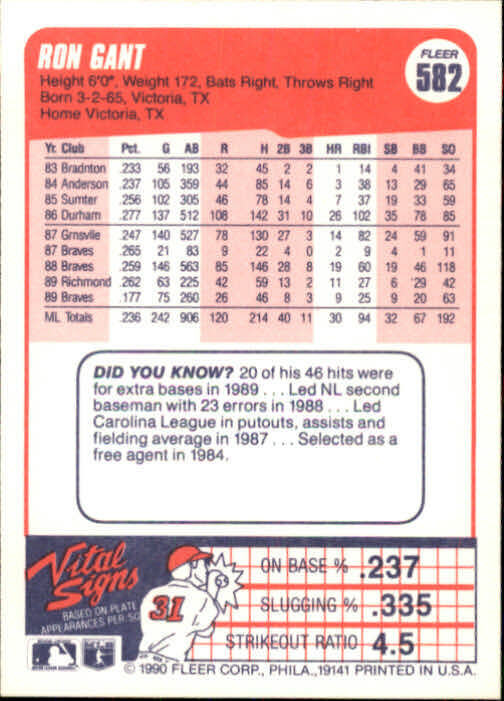 RON GANT
FLEER
582
Height 6'0", Weight 172, Bats Right, Throws Right
Born 3-2-65, Victoria, TX
Home Victoria, TX
Yr. Club Pct. G AB R H 2B 3B HR RBI SB BB SO
83 Bradnton .233 56 193 32 45 2 2 1 14 4 41 34
84 Anderson .237 105 359 44 85 14 6 3 38 13 29 65
85 Sumter .256 102 305 46 78 14 4 7 37 19 33 59
86 Durham .277 137 512 108 142 31 10 26 102 35 78 85
87 Grnsvlle .247 140 527 78 130 27 3 14 82 24 59 91
87 Braves .265 21 83 9 22 4 0 2 9 4 1 11
88 Braves .259 146 563 85 146 28 8 19 60 19 46 118
89 Richmond .262 63 225 42 59 13 2 11 27 6 29 42
89 Braves .177 75 260 26 46 8 3 9 25 9 20 63
ML Totals .236 242 906 120 214 40 11 30 94 32 67 192
DID YOU KNOW? 20 of his 46 hits were
for extra bases in 1989 . . . Led NL second
baseman with 23 errors in 1988 . . . Led
Carolina League in putouts, assists and
fielding average in 1987 . . . Selected as a
free agent in 1984.
Vital
Signs
BASED ON PLATE
APPEARANCES PER SO
31
ON BASE % .237
SLUGGING % .335
STRIKEOUT RATIO 4.5
© 1990 FLEER CORP., PHILA., 19141 PRINTED IN U.S.A.